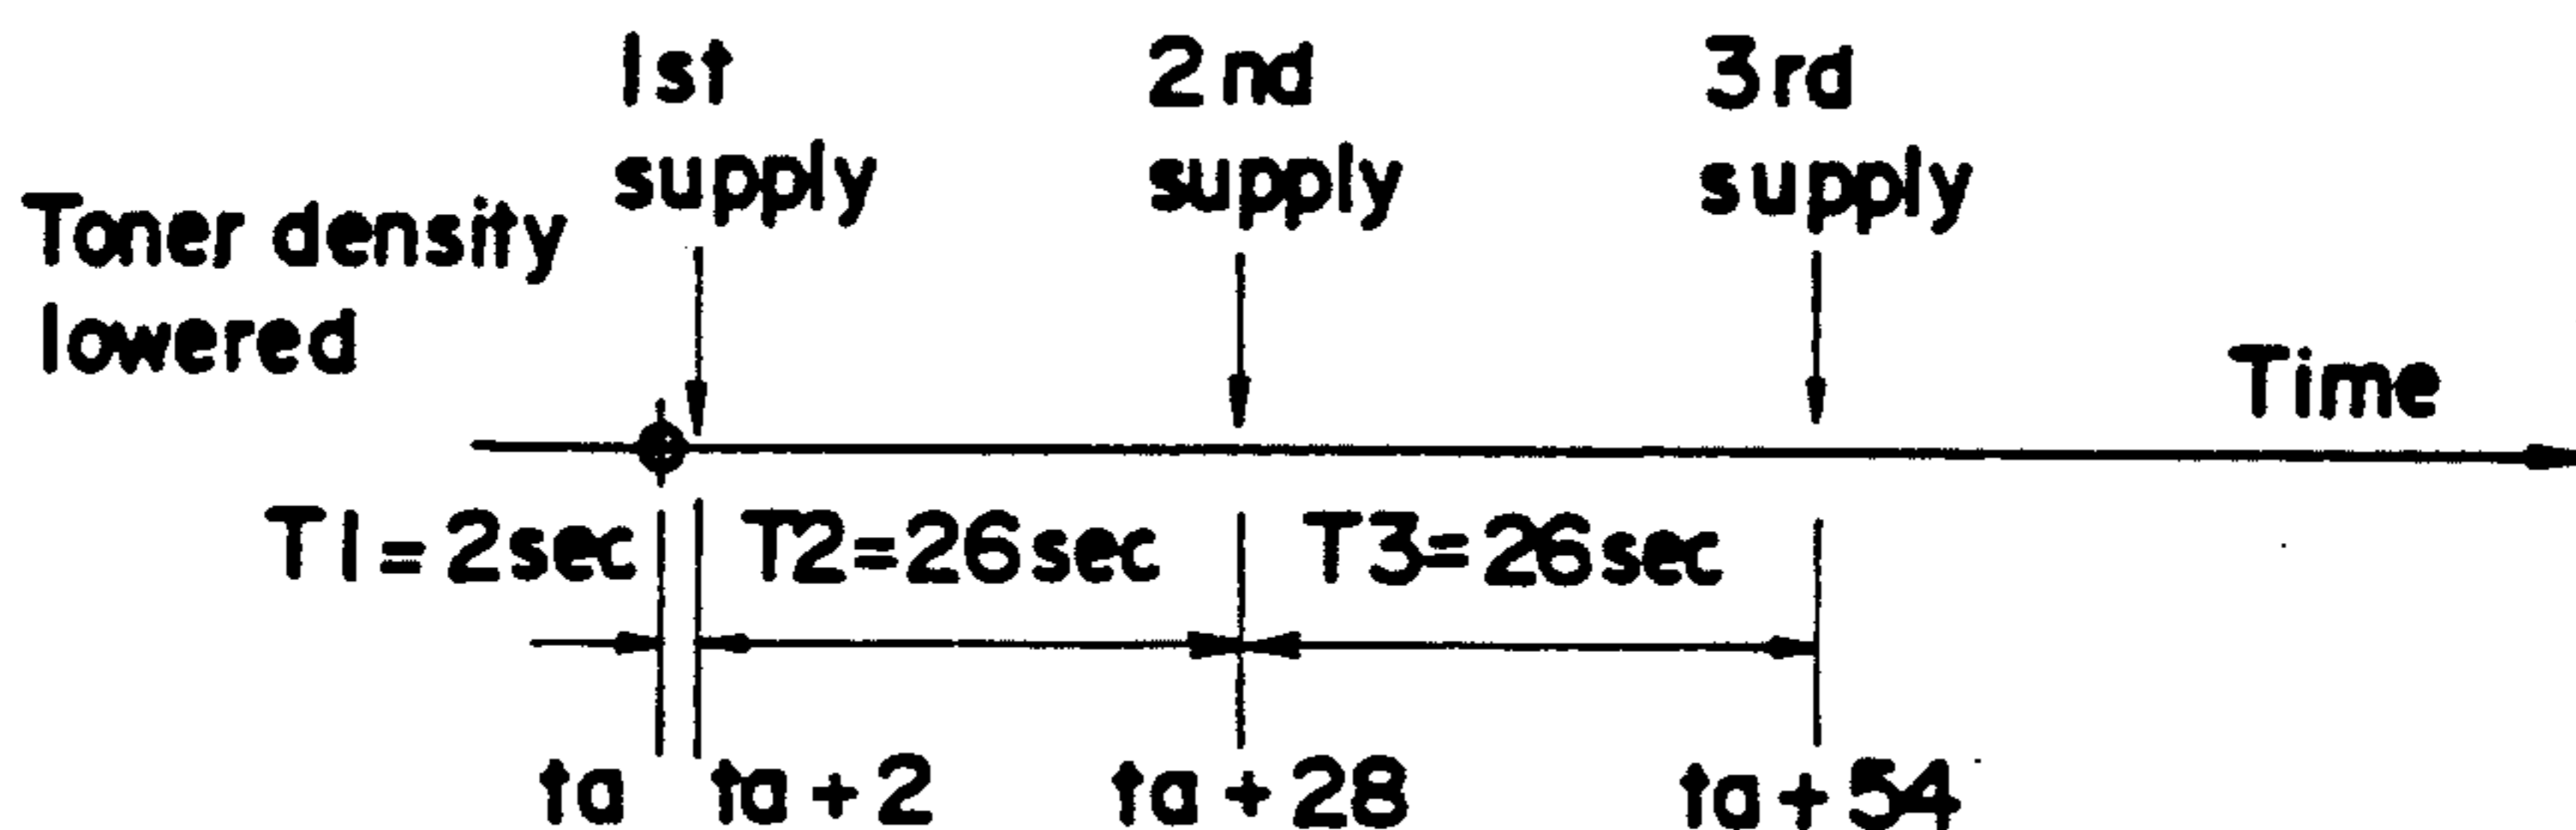 1st
supply
2nd
supply
3rd
supply
Toner density
lowered
Time
T1=2sec
T2=26sec
T3=26sec
ta
ta+2
ta+28
ta+54